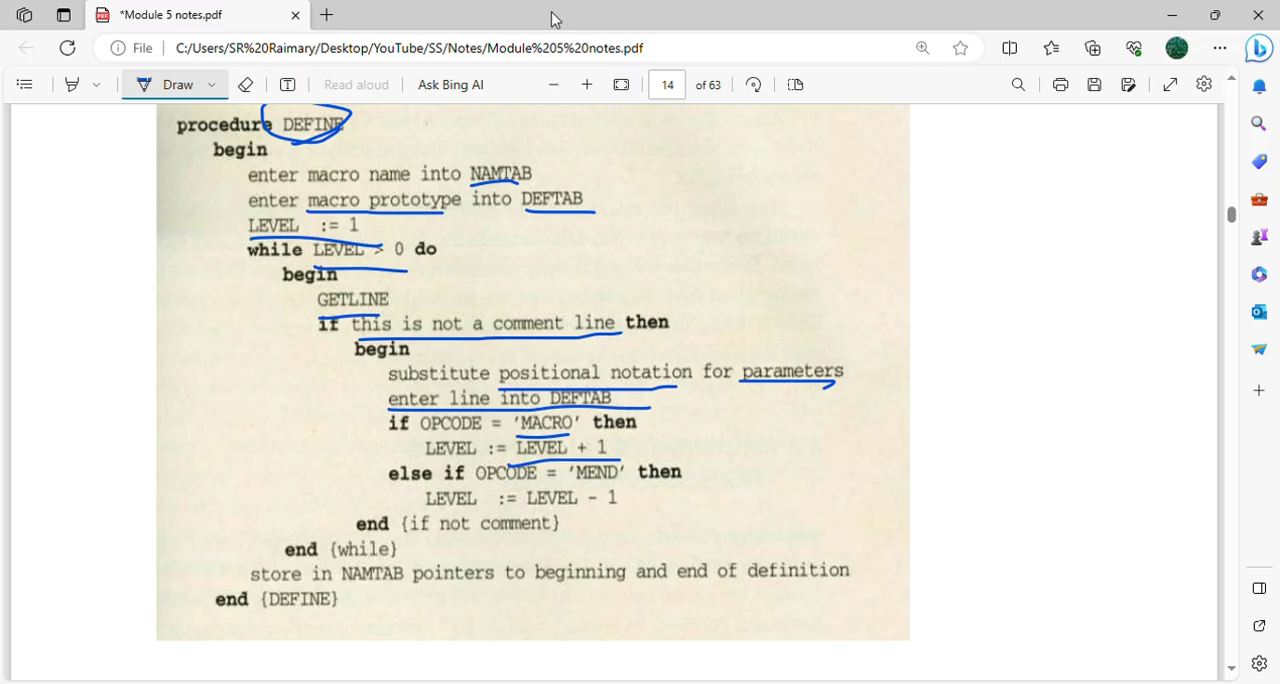 *Module 5 notes.pdf
File C:/Users/SR%20Raimary/Desktop/YouTube/SS/Notes/Module%205%20notes.pdf
Draw Read aloud Ask Bing AI 14 of 63
procedure DEFINE
begin
enter macro name into NAMTAB
enter macro prototype into DEFTAB
LEVEL := 1
while LEVEL > 0 do
begin
GETLINE
if this is not a comment line then
begin
substitute positional notation for parameters
enter line into DEFTAB
if OPCODE = 'MACRO' then
LEVEL := LEVEL + 1
else if OPCODE = 'MEND' then
LEVEL := LEVEL - 1
end {if not comment}
end {while}
store in NAMTAB pointers to beginning and end of definition
end {DEFINE}